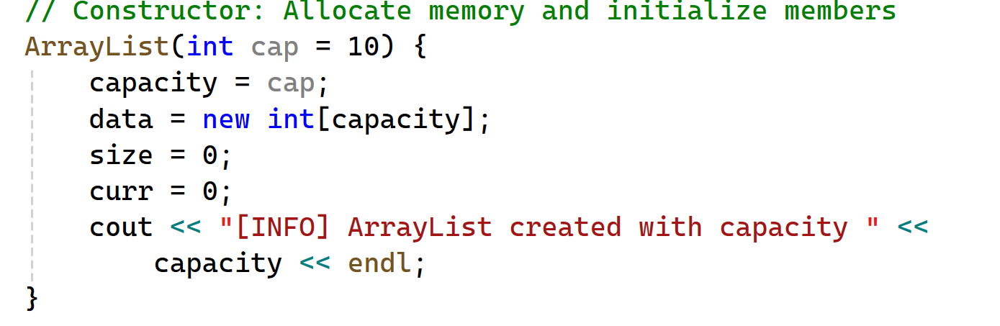 // Constructor: Allocate memory and initialize members
ArrayList(int cap = 10) {
    capacity = cap;
    data = new int[capacity];
    size = 0;
    curr = 0;
    cout << "[INFO] ArrayList created with capacity " <<
        capacity << endl;
}